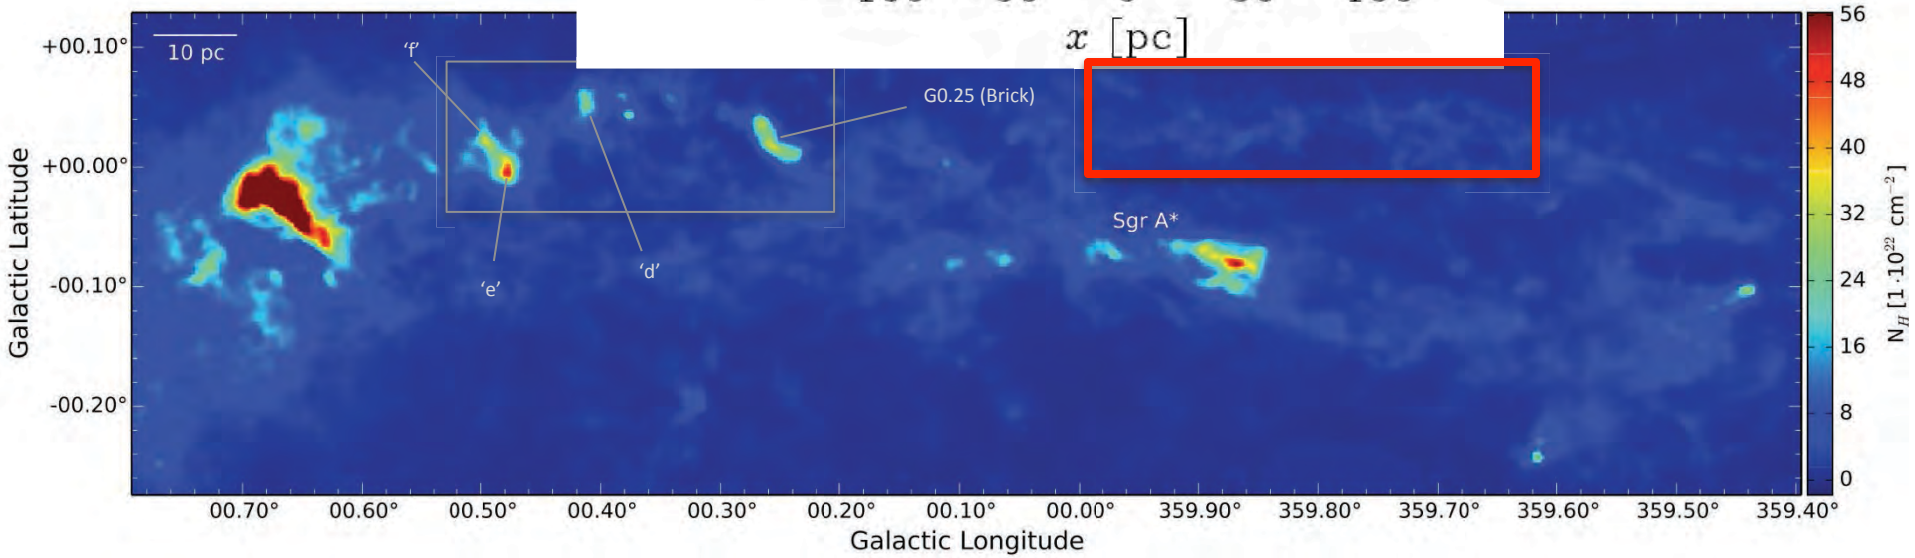 x [pc]
+00.10°
+00.00°
-00.10°
-00.20°
Galactic Latitude
10 pc
'f'
G0.25 (Brick)
Sgr A*
'd'
'e'
00.70° 00.60° 00.50° 00.40° 00.30° 00.20° 00.10° 00.00° 359.90° 359.80° 359.70° 359.60° 359.50° 359.40°
Galactic Longitude
56
48
40
32
24
16
8
0
N_H [1·10^22 cm^-2]